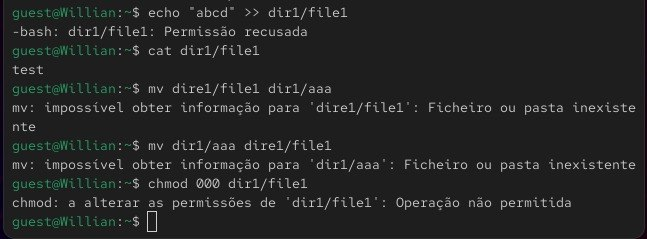 guest@Willian:~$ echo "abcd" >> dir1/file1
-bash: dir1/file1: Permissão recusada
guest@Willian:~$ cat dir1/file1
test
guest@Willian:~$ mv dire1/file1 dir1/aaa
mv: impossível obter informação para 'dire1/file1': Ficheiro ou pasta inexiste
nte
guest@Willian:~$ mv dir1/aaa dire1/file1
mv: impossível obter informação para 'dir1/aaa': Ficheiro ou pasta inexistente
guest@Willian:~$ chmod 000 dir1/file1
chmod: a alterar as permissões de 'dir1/file1': Operação não permitida
guest@Willian:~$